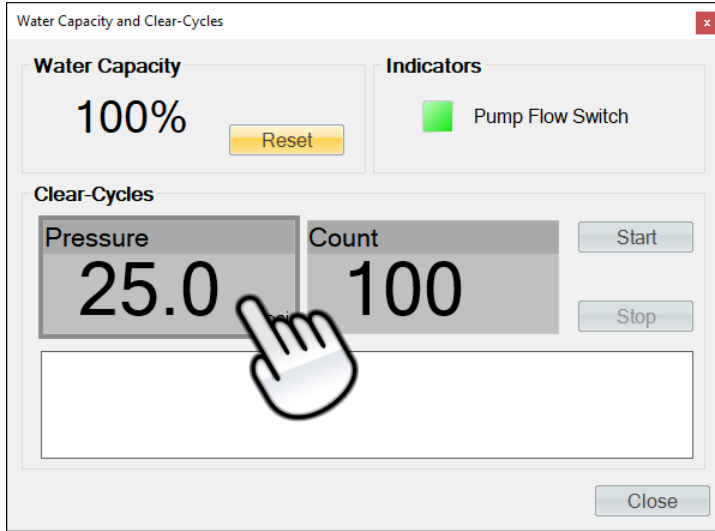 Water Capacity and Clear-Cycles
x
Water Capacity
100%
Reset
Indicators
Pump Flow Switch
Clear-Cycles
Pressure
25.0
Count
100
Start
Stop
Close